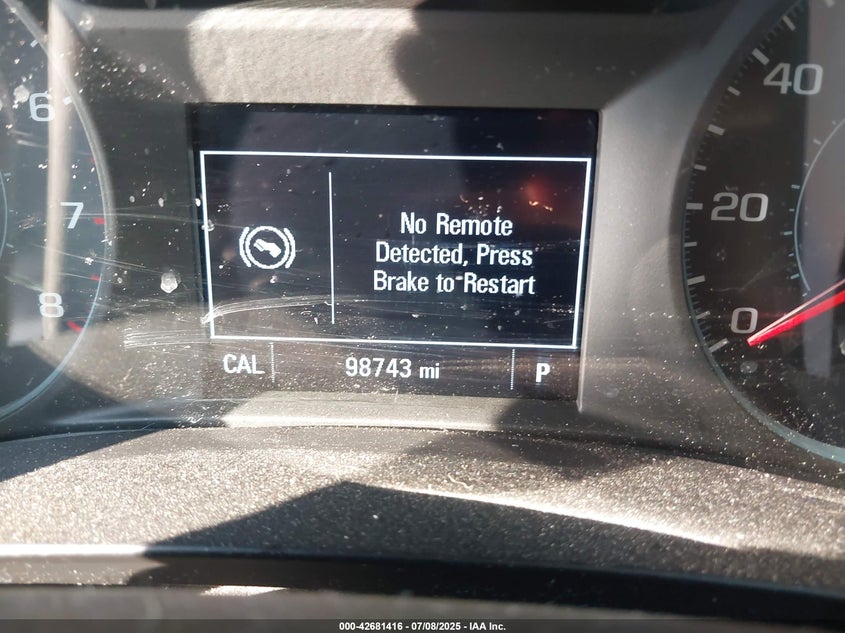 6
7
8
40
20
0
No Remote
Detected, Press
Brake to Restart
CAL 98743 mi P
000-42681416 - 07/08/2025 - IAA Inc.